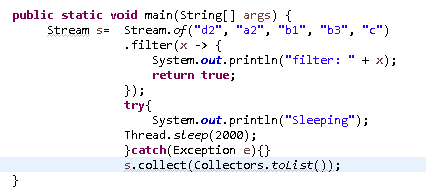 public static void main(String[] args) {
Stream s=  Stream.of("d2", "a2", "b1", "b3", "c")
.filter(x -> {
System.out.println("filter: " + x);
return true;
});
try{
System.out.println("Sleeping");
Thread.sleep(2000);
}catch(Exception e){}
s.collect(Collectors.toList());
}